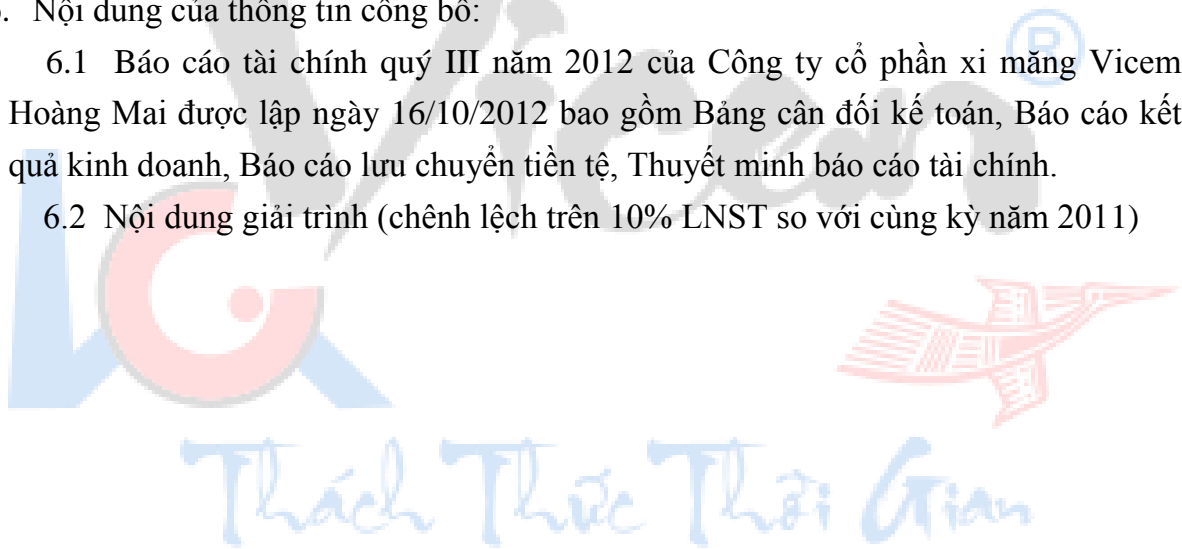 . Nội dung của thông tin công bố:
6.1 Báo cáo tài chính quý III năm 2012 của Công ty cổ phần xi măng Vicem
Hoàng Mai được lập ngày 16/10/2012 bao gồm Bảng cân đối kế toán, Báo cáo kết
quả kinh doanh, Báo cáo lưu chuyển tiền tệ, Thuyết minh báo cáo tài chính.
6.2 Nội dung giải trình (chênh lệch trên 10% LNST so với cùng kỳ năm 2011)
Vicem ®
Thách Thức Thời Gian